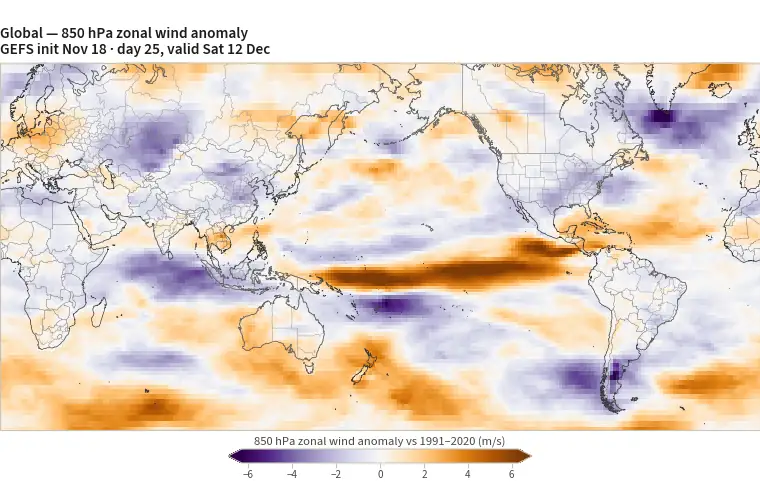 Global — 850 hPa zonal wind anomaly
GEFS init Nov 18 · day 25, valid Sat 12 Dec
850 hPa zonal wind anomaly vs 1991–2020 (m/s)
−6 −4 −2 0 2 4 6